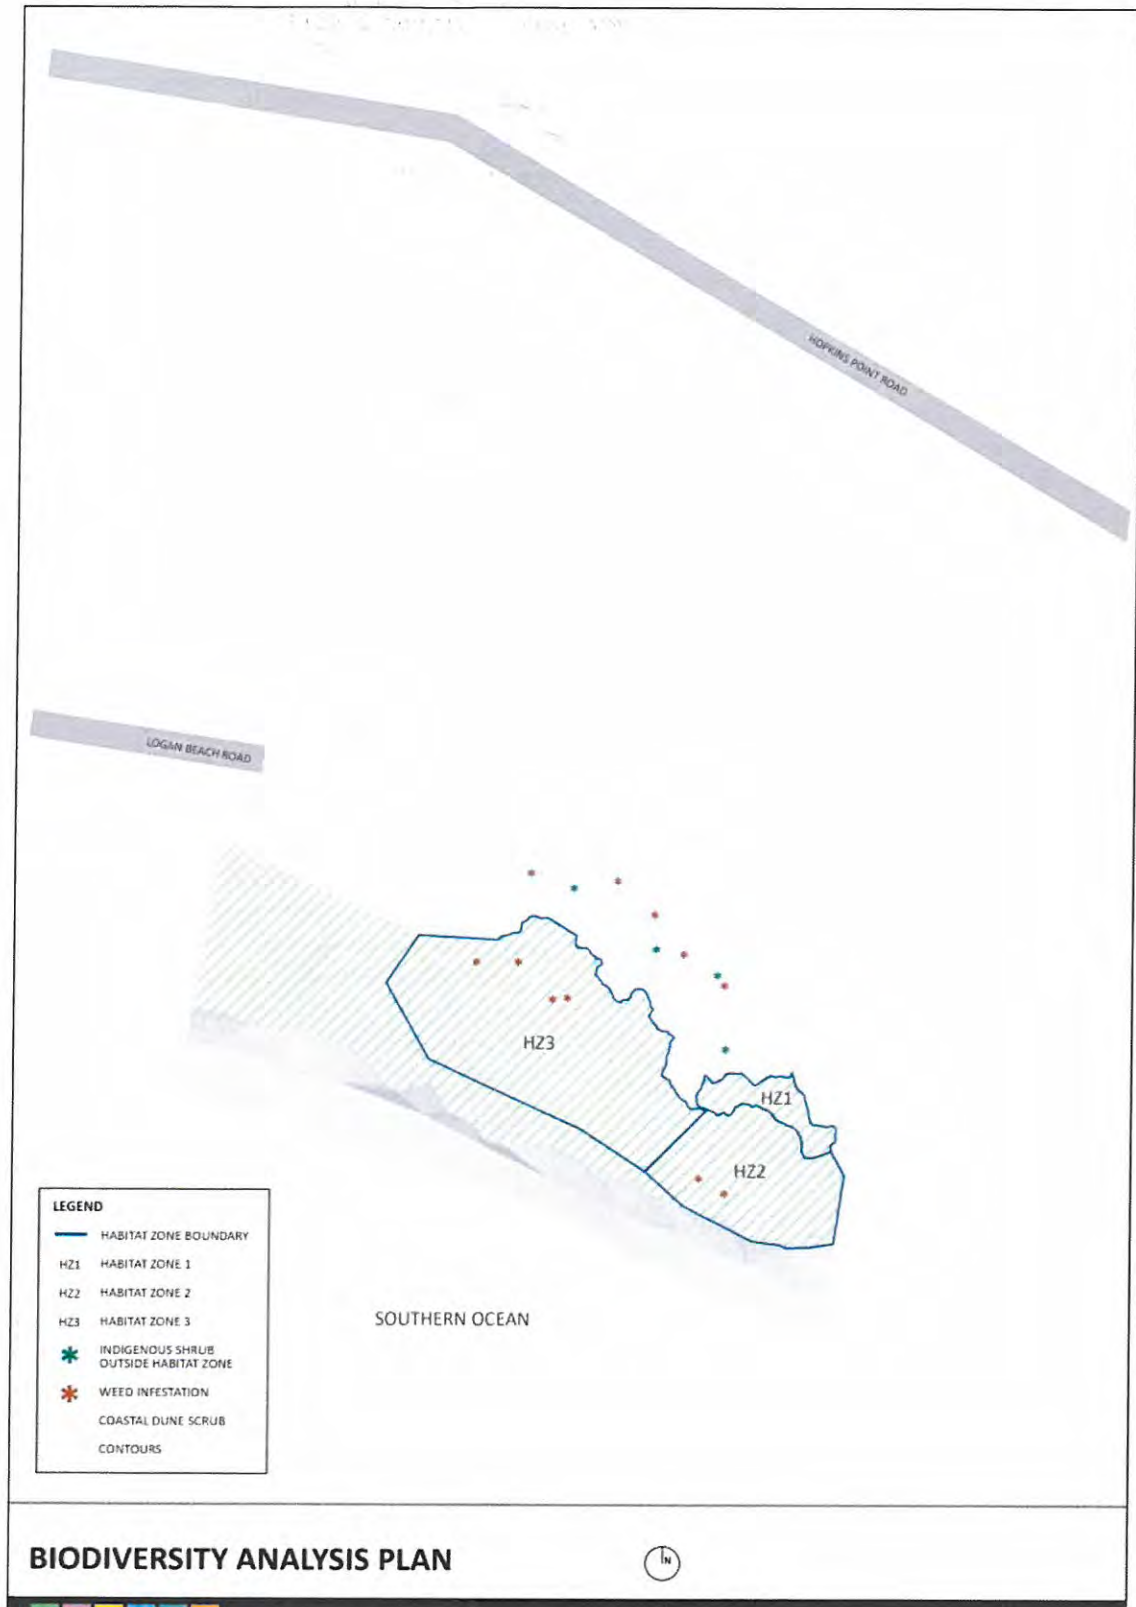 HOPKINS POINT ROAD
LOGAN BEACH ROAD
HZ3
HZ1
HZ2
SOUTHERN OCEAN
LEGEND
HABITAT ZONE BOUNDARY
HZ1 HABITAT ZONE 1
HZ2 HABITAT ZONE 2
HZ3 HABITAT ZONE 3
INDIGENOUS SHRUB
OUTSIDE HABITAT ZONE
WEED INFESTATION
COASTAL DUNE SCRUB
CONTOURS
BIODIVERSITY ANALYSIS PLAN
N